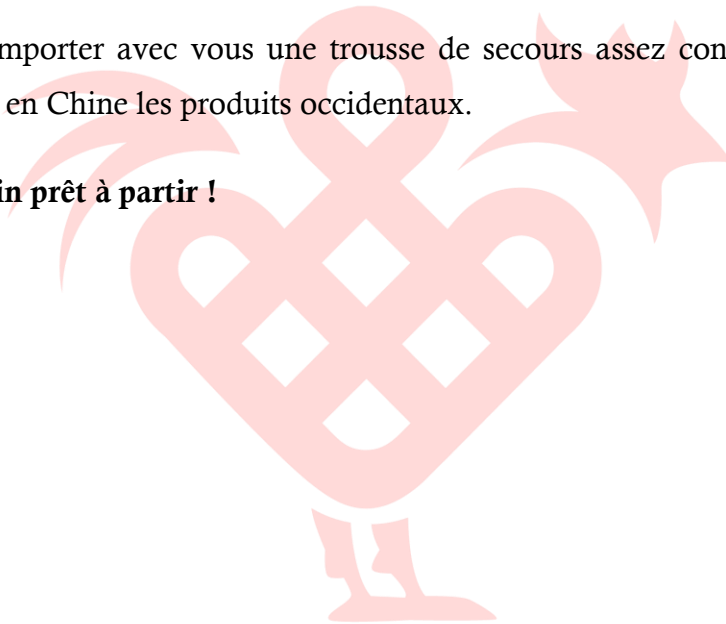 mporter avec vous une trousse de secours assez con
en Chine les produits occidentaux.
in prêt à partir !